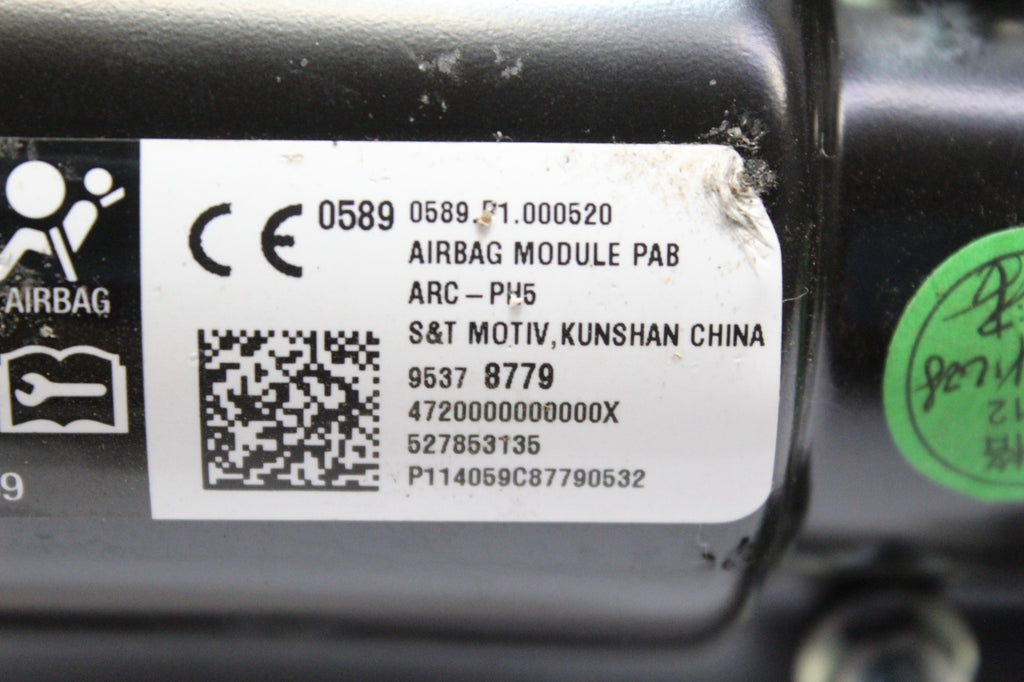 CE 0589 0589.P1.000520
AIRBAG MODULE PAB
ARC-PH5
S&T MOTIV,KUNSHAN CHINA
9537 8779
4720000000000X
527853135
P114059C87790532
AIRBAG
9
12